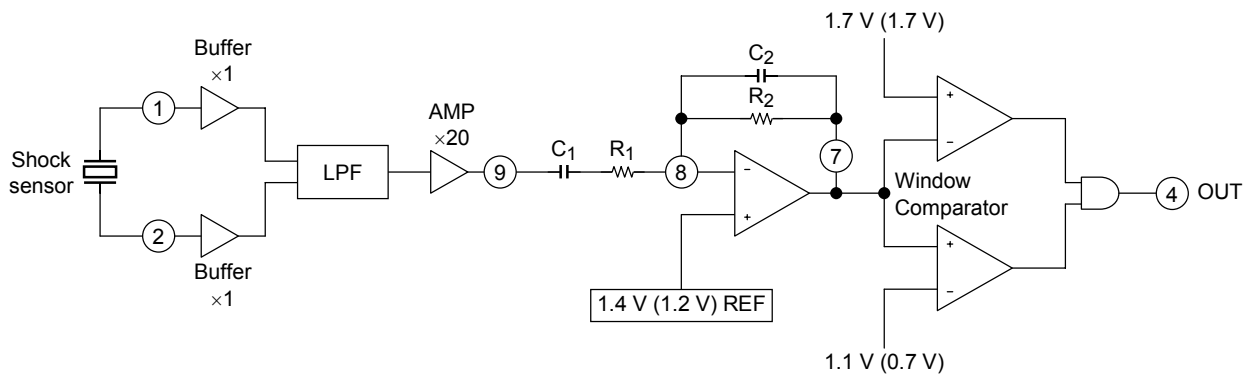 1.7 V (1.7 V)
Buffer
×1
C2
R2
AMP
×20
1
Shock
sensor
LPF
9
C1
R1
8
7
+
−
−
+
Window
Comparator
4
OUT
2
Buffer
×1
+
−
1.4 V (1.2 V) REF
1.1 V (0.7 V)